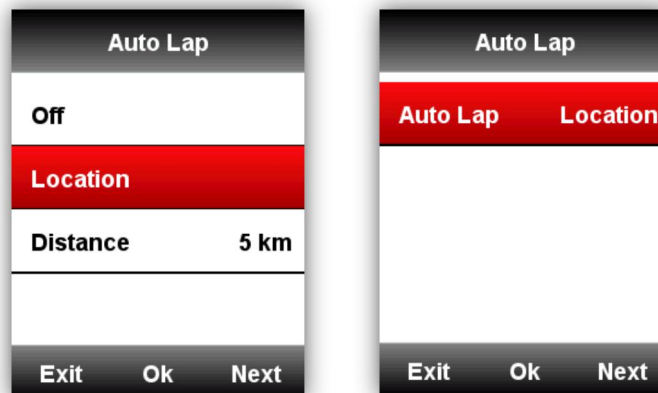 Auto Lap
Off
Location
Distance 5 km
Exit Ok Next
Auto Lap
Auto Lap Location
Exit Ok Next